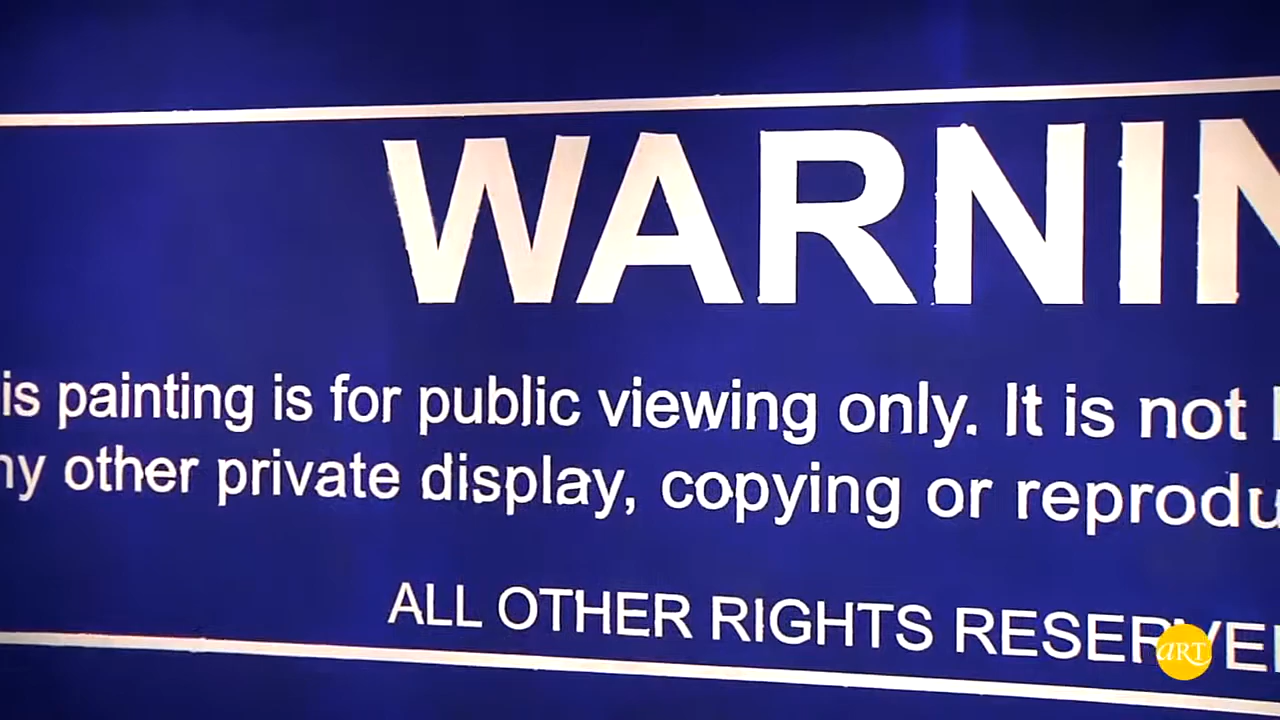 WARNIN
is painting is for public viewing only. It is not
ny other private display, copying or reprodu
ALL OTHER RIGHTS RESERVE
aRT